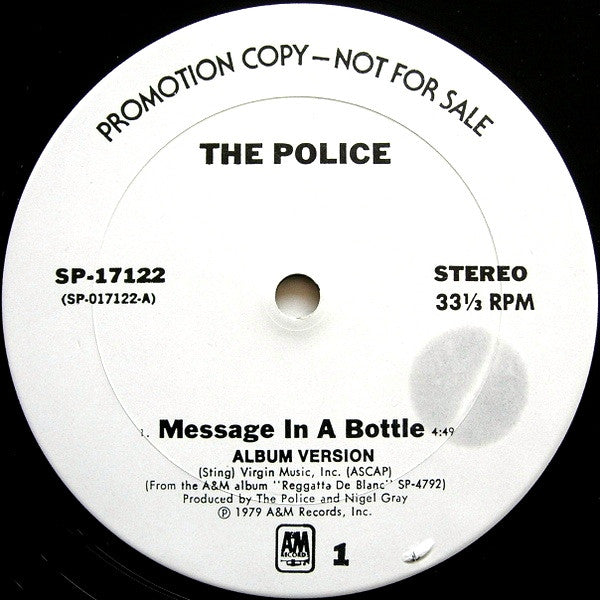 PROMOTION COPY—NOT FOR SALE
THE POLICE
SP-17122
(SP-017122-A)
STEREO
33⅓ RPM
1. Message In A Bottle 4:49
ALBUM VERSION
(Sting) Virgin Music, Inc. (ASCAP)
(From the A&M album "Reggatta De Blanc" SP-4792)
Produced by The Police and Nigel Gray
℗ 1979 A&M Records, Inc.
A&M
RECORDS
1